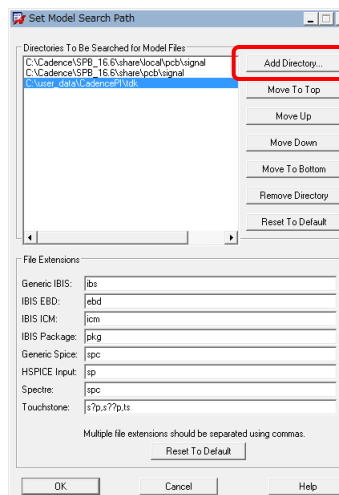 Set Model Search Path
Directories To Be Searched for Model Files
C:\Cadence\SPB_16.6\share\local\pcb\signal
C:\Cadence\SPB_16.6\share\pcb\signal
C:\user_data\CadencePI\tdk
Add Directory...
Move To Top
Move Up
Move Down
Move To Bottom
Remove Directory
Reset To Default
File Extensions
Generic IBIS: ibs
IBIS EBD: ebd
IBIS ICM: icm
IBIS Package: pkg
Generic Spice: spc
HSPICE Input: sp
Spectre: spc
Touchstone: s?p,s??p,ts
Multiple file extensions should be separated using commas.
Reset To Default
OK Cancel Help